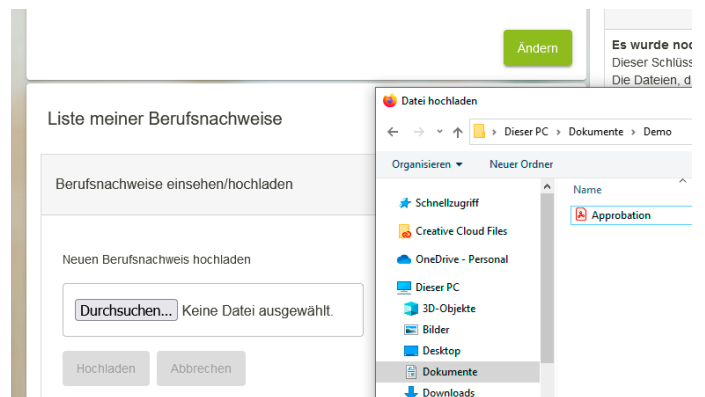 Ändern
Es wurde noc
Dieser Schlüss
Die Dateien, d
Liste meiner Berufsnachweise
Berufsnachweise einsehen/hochladen
Neuen Berufsnachweis hochladen
Durchsuchen... Keine Datei ausgewählt.
Hochladen Abbrechen
Datei hochladen
Dieser PC > Dokumente > Demo
Organisieren Neuer Ordner
Schnellzugriff
Creative Cloud Files
OneDrive - Personal
Dieser PC
3D-Objekte
Bilder
Desktop
Dokumente
Downloads
Name
Approbation